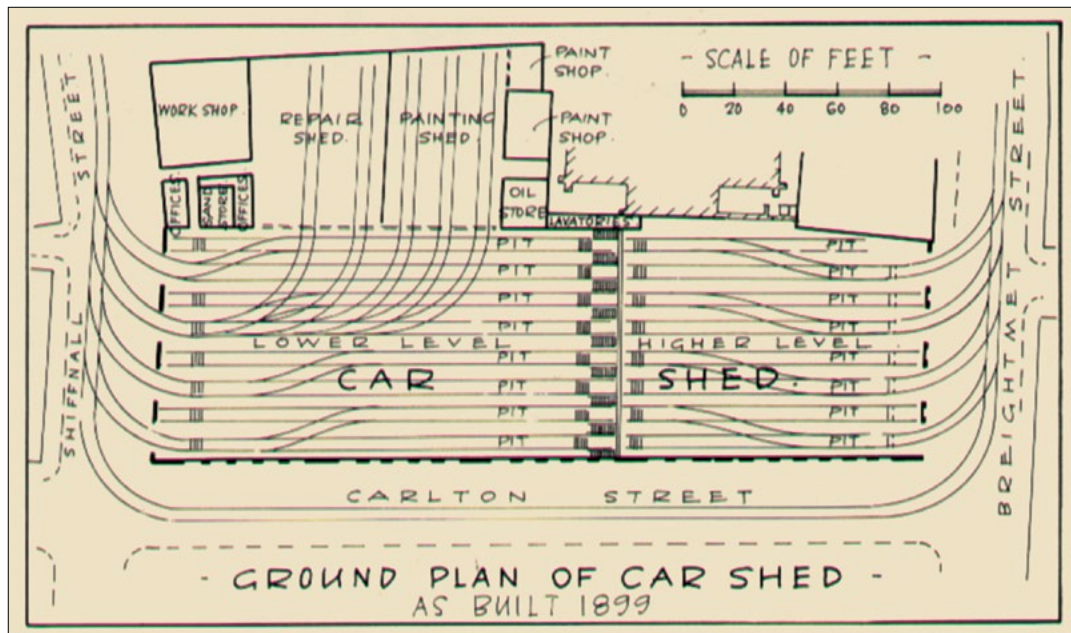 - SCALE OF FEET -
0 20 40 60 80 100
PAINT
SHOP.
PAINT
SHOP.
WORK SHOP.
REPAIR
SHED.
PAINTING
SHED.
OFFICES
SAND
STORE
OFFICES
OIL
STORE
LAVATORIES
STREET
SHIFFNAL
STREET.
BREIGHTMET
PIT PIT
PIT PIT
PIT PIT
PIT PIT
LOWER LEVEL HIGHER LEVEL
PIT PIT
CAR SHED.
PIT PIT
PIT PIT
PIT PIT
CARLTON STREET
- GROUND PLAN OF CAR SHED -
AS BUILT 1899